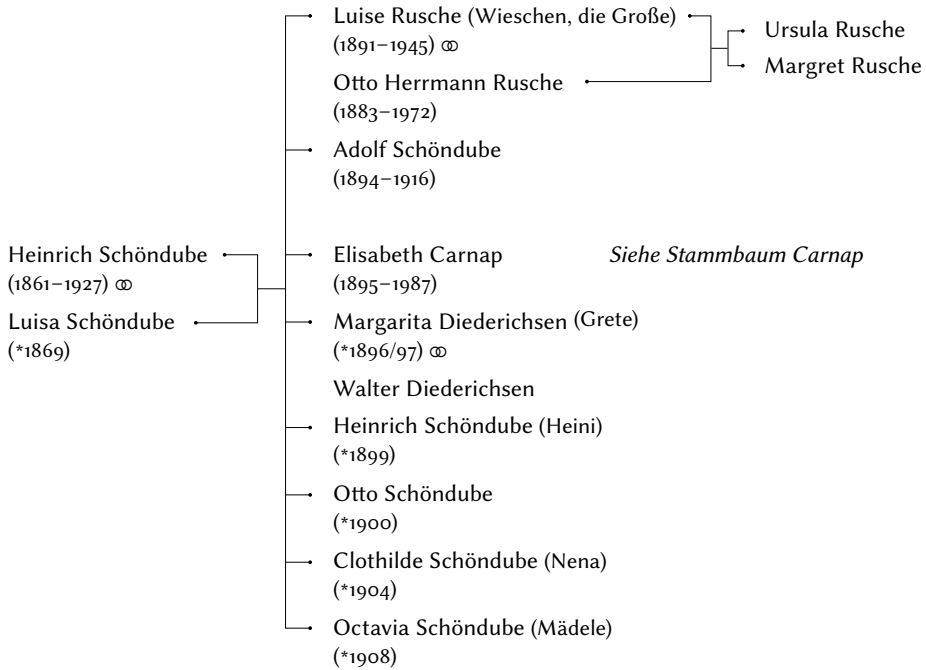 Luise Rusche (Wieschen, die Große)
(1891–1945) ⚭
Otto Herrmann Rusche
(1883–1972)
Ursula Rusche
Margret Rusche
Adolf Schöndube
(1894–1916)
Heinrich Schöndube
(1861–1927) ⚭
Luisa Schöndube
(*1869)
Elisabeth Carnap
(1895–1987)
Siehe Stammbaum Carnap
Margarita Diederichsen (Grete)
(*1896/97) ⚭
Walter Diederichsen
Heinrich Schöndube (Heini)
(*1899)
Otto Schöndube
(*1900)
Clothilde Schöndube (Nena)
(*1904)
Octavia Schöndube (Mädele)
(*1908)